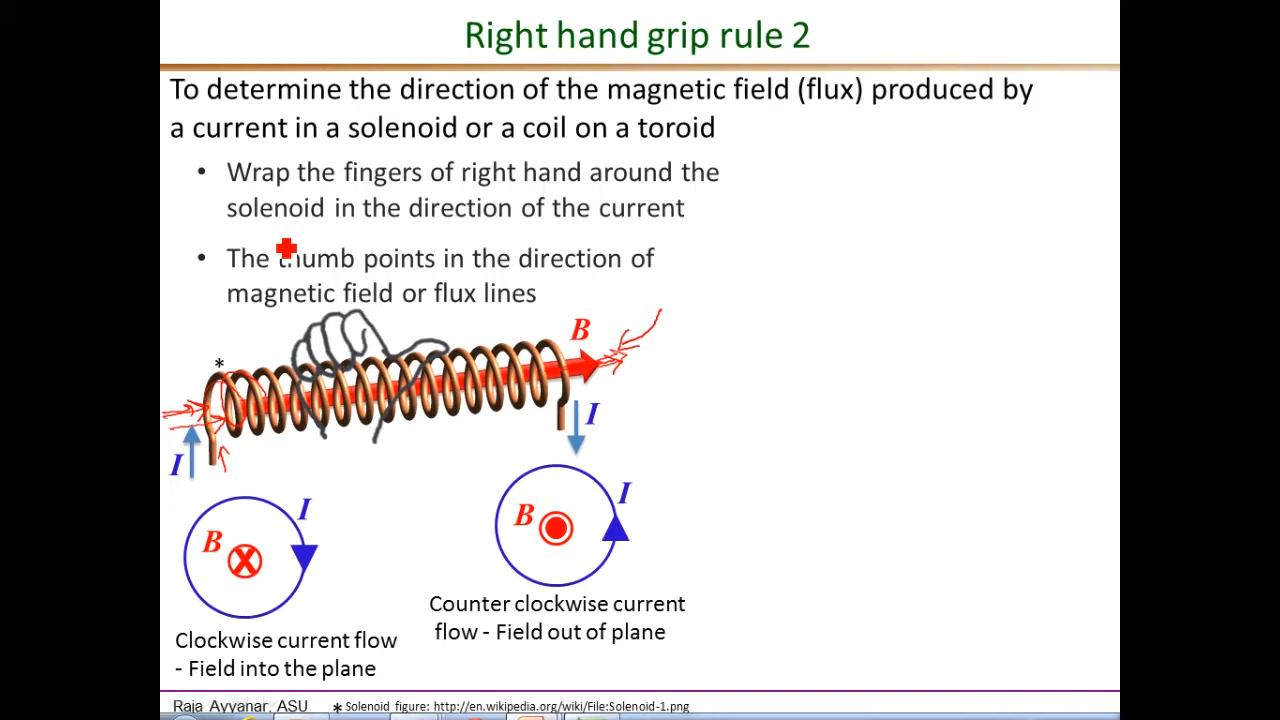 Right hand grip rule 2
To determine the direction of the magnetic field (flux) produced by
a current in a solenoid or a coil on a toroid
• Wrap the fingers of right hand around the
solenoid in the direction of the current
• The thumb points in the direction of
magnetic field or flux lines
B
*
I
I
I
B
I
B
Counter clockwise current
flow - Field out of plane
Clockwise current flow
- Field into the plane
Raja Ayyanar, ASU
* Solenoid figure: http://en.wikipedia.org/wiki/File:Solenoid-1.png